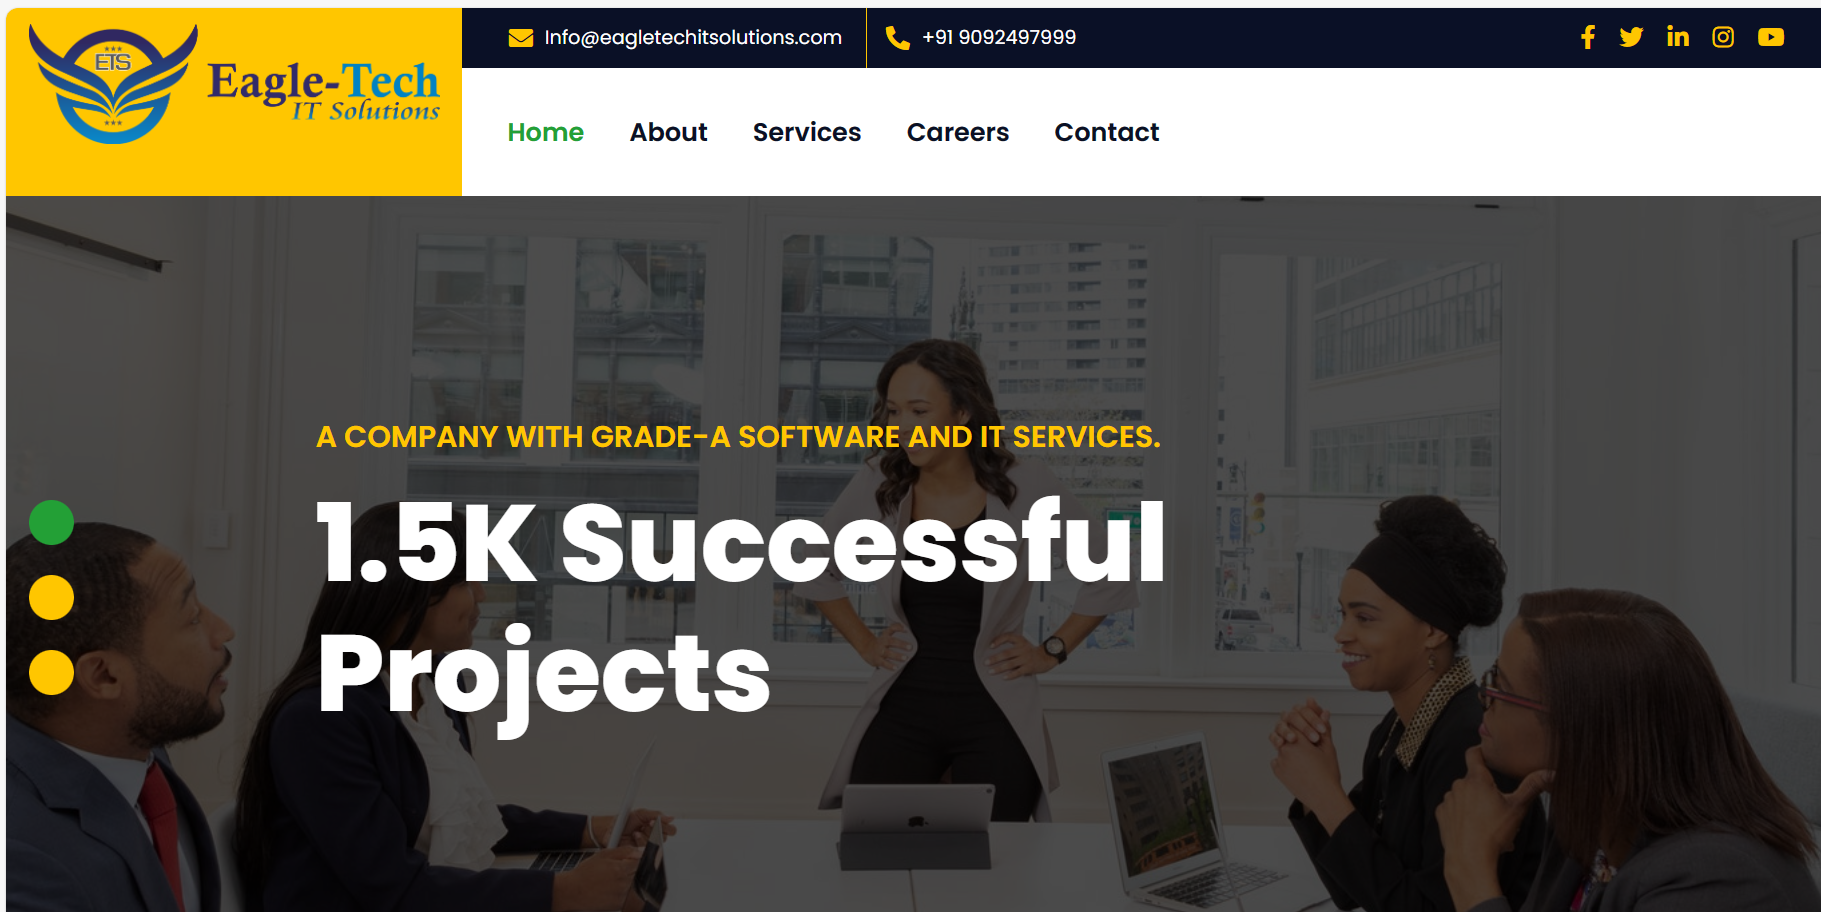 ETS
Eagle-Tech
IT Solutions
Info@eagletechitsolutions.com
+91 9092497999
Home About Services Careers Contact
A COMPANY WITH GRADE-A SOFTWARE AND IT SERVICES.
1.5K Successful
Projects